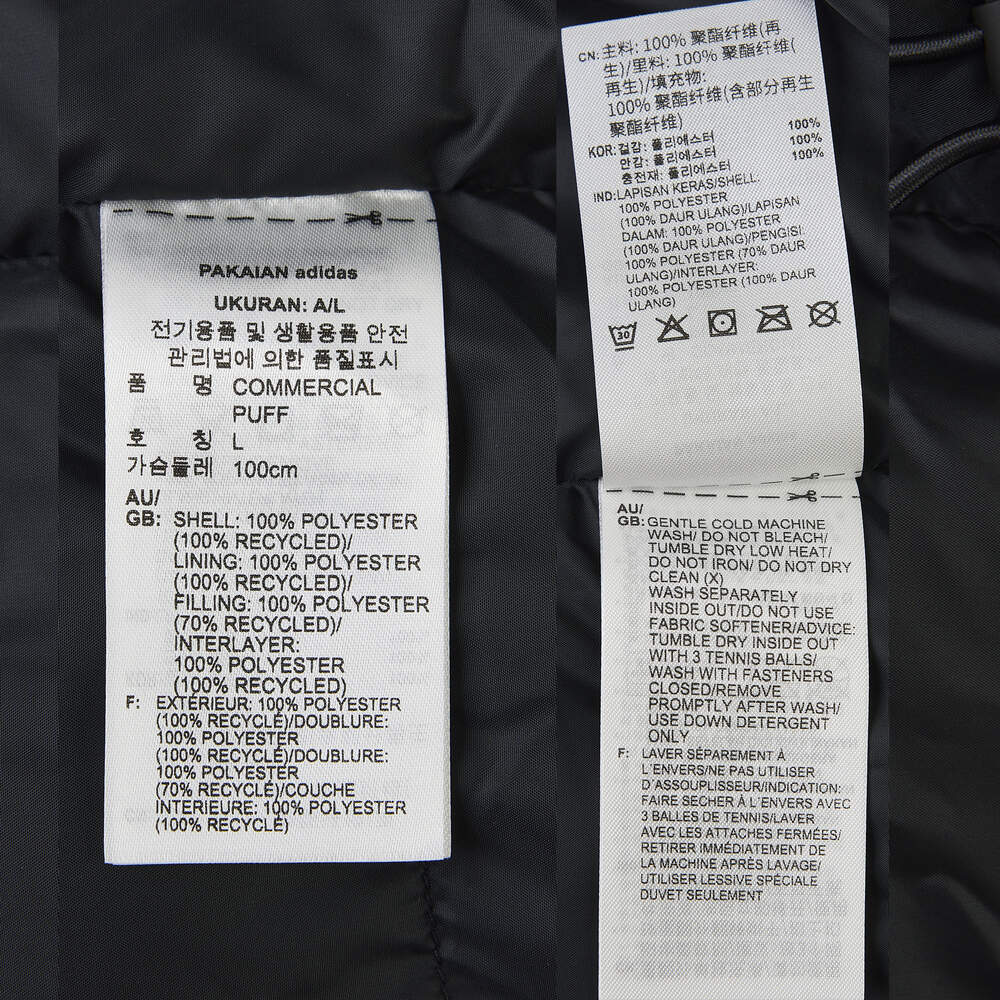 PAKAIAN adidas
UKURAN: A/L
전기용품 및 생활용품 안전
관리법에 의한 품질표시
품 명 COMMERCIAL
PUFF
호 칭 L
가슴둘레 100cm
AU/
GB: SHELL: 100% POLYESTER
(100% RECYCLED)/
LINING: 100% POLYESTER
(100% RECYCLED)/
FILLING: 100% POLYESTER
(70% RECYCLED)/
INTERLAYER:
100% POLYESTER
(100% RECYCLED)
F: EXTÉRIEUR: 100% POLYESTER
(100% RECYCLÉ)/DOUBLURE:
100% POLYESTER
(100% RECYCLÉ)/DOUBLURE:
100% POLYESTER
(70% RECYCLÉ)/COUCHE
INTERIEURE: 100% POLYESTER
(100% RECYCLÉ)
CN: 主料: 100% 聚酯纤维(再
生)/里料: 100% 聚酯纤维(
再生)/填充物:
100% 聚酯纤维(含部分再生
聚酯纤维)
KOR: 겉감: 폴리에스터 100%
안감: 폴리에스터 100%
충전재: 폴리에스터 100%
IND: LAPISAN KERAS/SHELL:
100% POLYESTER
(100% DAUR ULANG)/LAPISAN
DALAM: 100% POLYESTER
(100% DAUR ULANG)/PENGISI:
100% POLYESTER (70% DAUR
ULANG)/INTERLAYER:
100% POLYESTER (100% DAUR
ULANG)
30
AU/
GB: GENTLE COLD MACHINE
WASH/ DO NOT BLEACH/
TUMBLE DRY LOW HEAT/
DO NOT IRON/ DO NOT DRY
CLEAN (X)
WASH SEPARATELY
INSIDE OUT/DO NOT USE
FABRIC SOFTENER/ADVICE:
TUMBLE DRY INSIDE OUT
WITH 3 TENNIS BALLS/
WASH WITH FASTENERS
CLOSED/REMOVE
PROMPTLY AFTER WASH/
USE DOWN DETERGENT
ONLY
F: LAVER SÉPAREMENT À
L'ENVERS/NE PAS UTILISER
D'ASSOUPLISSEUR/INDICATION:
FAIRE SECHER À L'ENVERS AVEC
3 BALLES DE TENNIS/LAVER
AVEC LES ATTACHES FERMÉES/
RETIRER IMMÉDIATEMENT DE
LA MACHINE APRÈS LAVAGE/
UTILISER LESSIVE SPÉCIALE
DUVET SEULEMENT